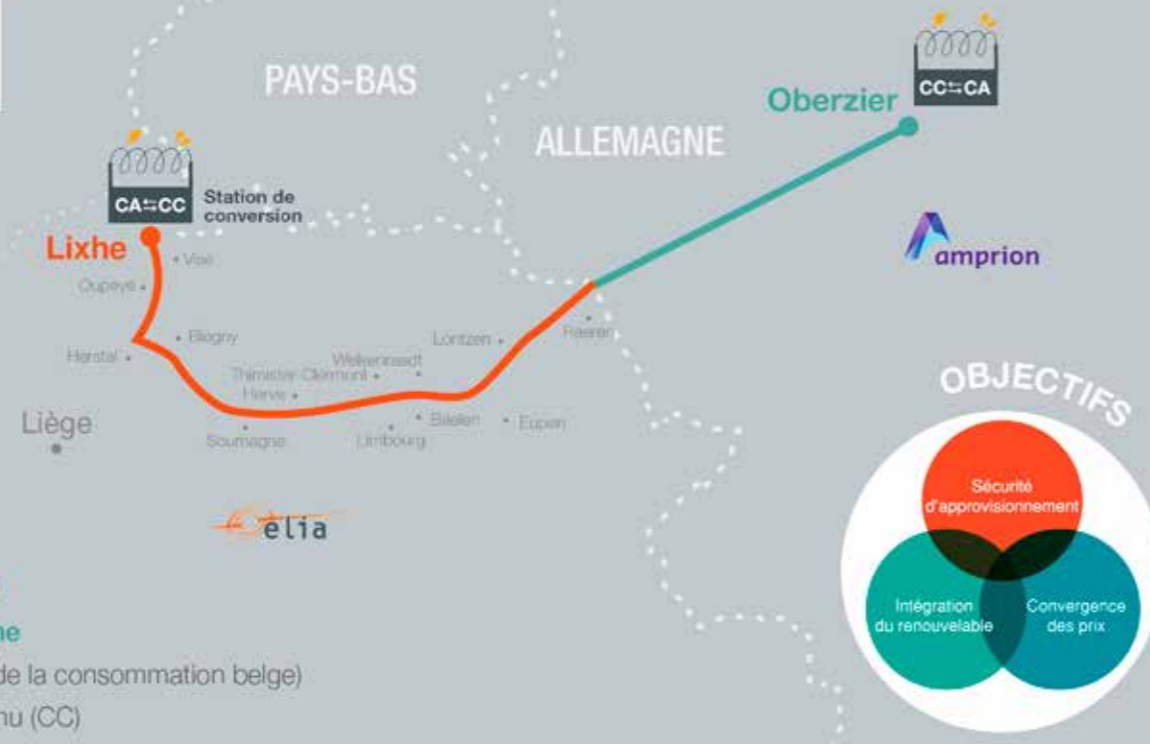 PAYS-BAS
ALLEMAGNE
Oberzier
CC⇆CA
CA⇆CC
Station de
conversion
Lixhe
Visé
Oupeye
amprion
Blegny
Herstal
Lontzen
Raeren
Welkenraedt
Thimister-Clermont
Herve
Liège
Soumagne
Limbourg
Baelen
Eupen
elia
OBJECTIFS
Sécurité
d'approvisionnement
Intégration
du renouvelable
Convergence
des prix
ne
de la consommation belge)
nu (CC)